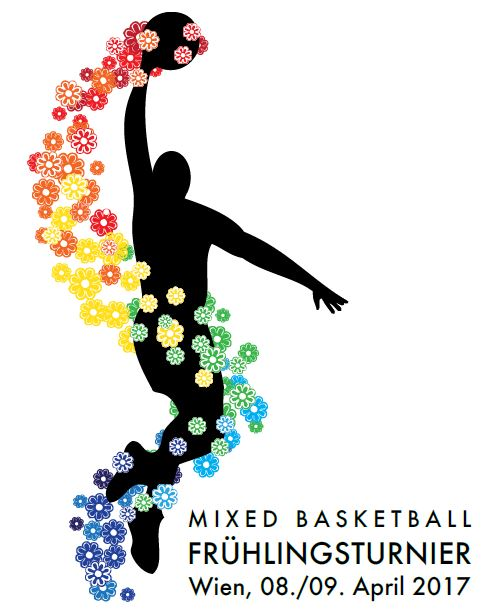 MIXED BASKETBALL
FRÜHLINGSTURNIER
Wien, 08./09. April 2017